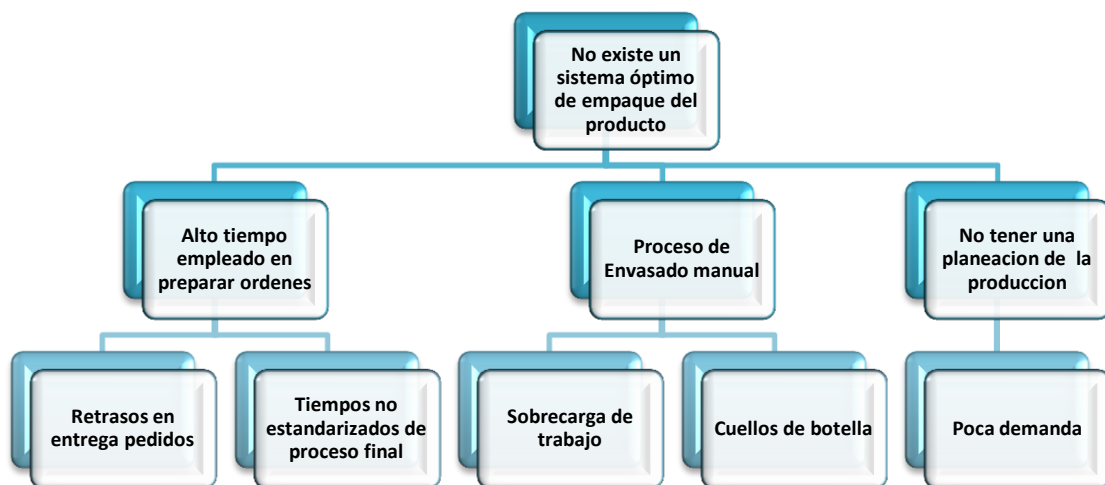 No existe un
sistema óptimo
de empaque del
producto
Alto tiempo
empleado en
preparar ordenes
Proceso de
Envasado manual
No tener una
planeacion de la
produccion
Retrasos en
entrega pedidos
Tiempos no
estandarizados de
proceso final
Sobrecarga de
trabajo
Cuellos de botella
Poca demanda